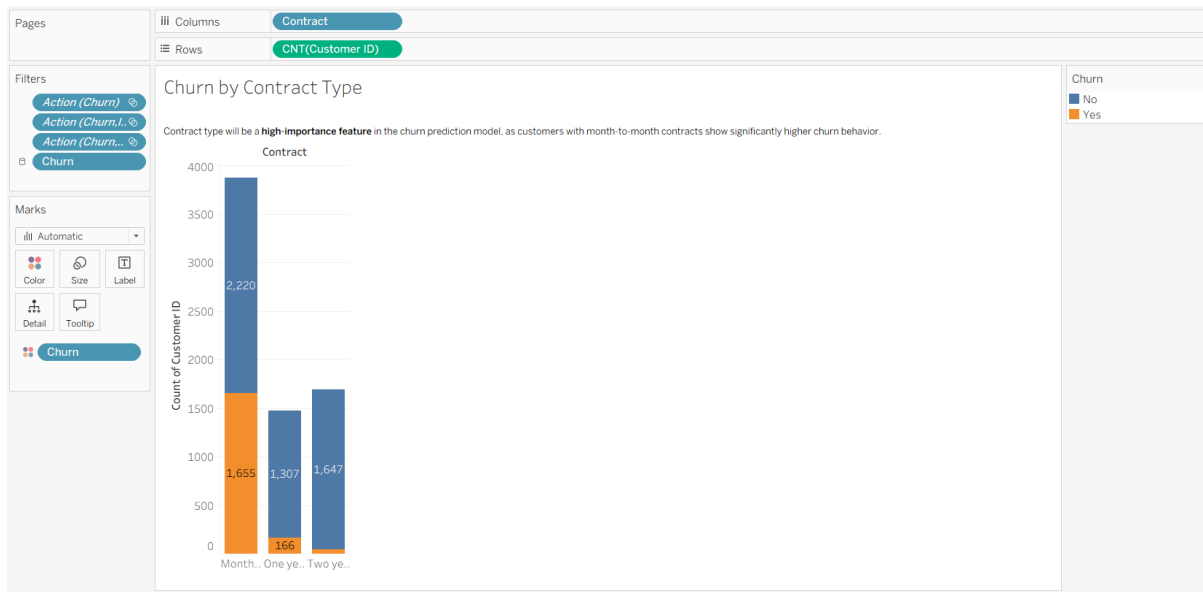 Pages
Columns
Contract
Rows
CNT(Customer ID)
Filters
Action (Churn)
Action (Churn,I..
Action (Churn,..
Churn
Marks
Automatic
Color
Size
Label
Detail
Tooltip
Churn
Churn by Contract Type
Contract type will be a high-importance feature in the churn prediction model, as customers with month-to-month contracts show significantly higher churn behavior.
Contract
Count of Customer ID
4000
3500
3000
2500
2000
1500
1000
500
0
2,220
1,655
1,307
1,647
166
Month.. One ye.. Two ye..
Churn
No
Yes